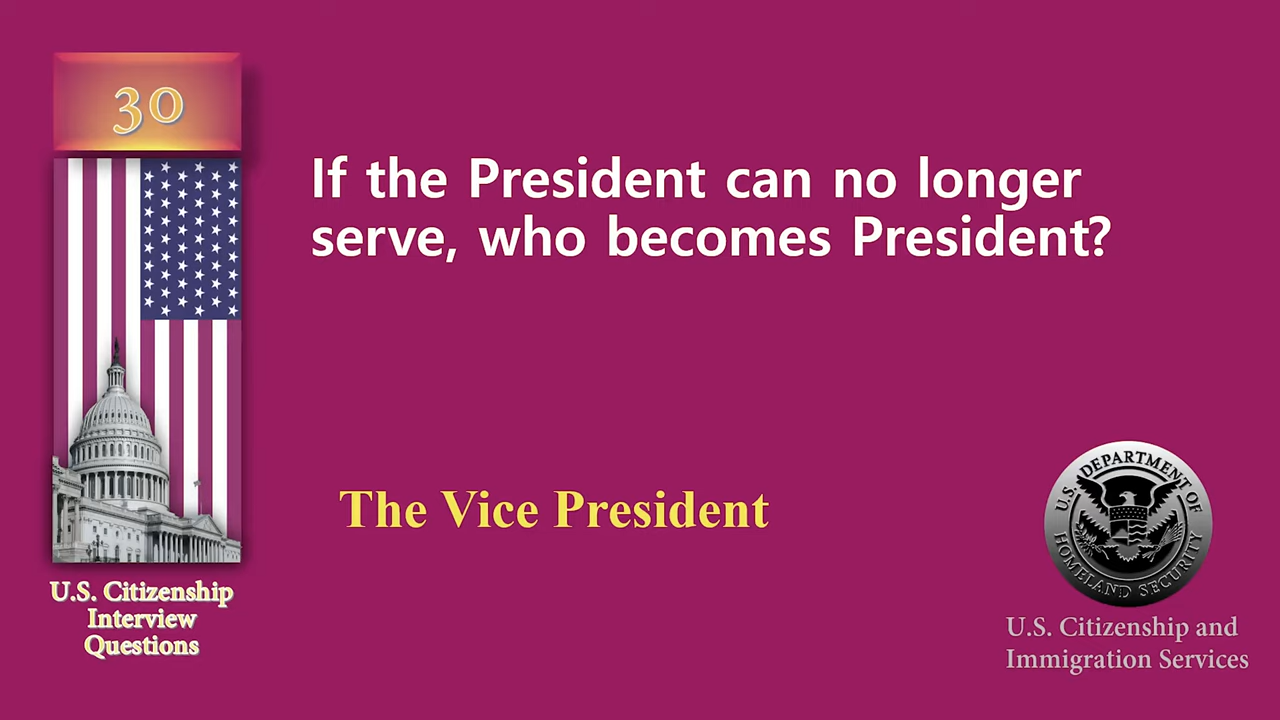 30
If the President can no longer
serve, who becomes President?
The Vice President
U.S. Citizenship
Interview
Questions
U.S. DEPARTMENT OF
HOMELAND SECURITY
U.S. Citizenship and
Immigration Services